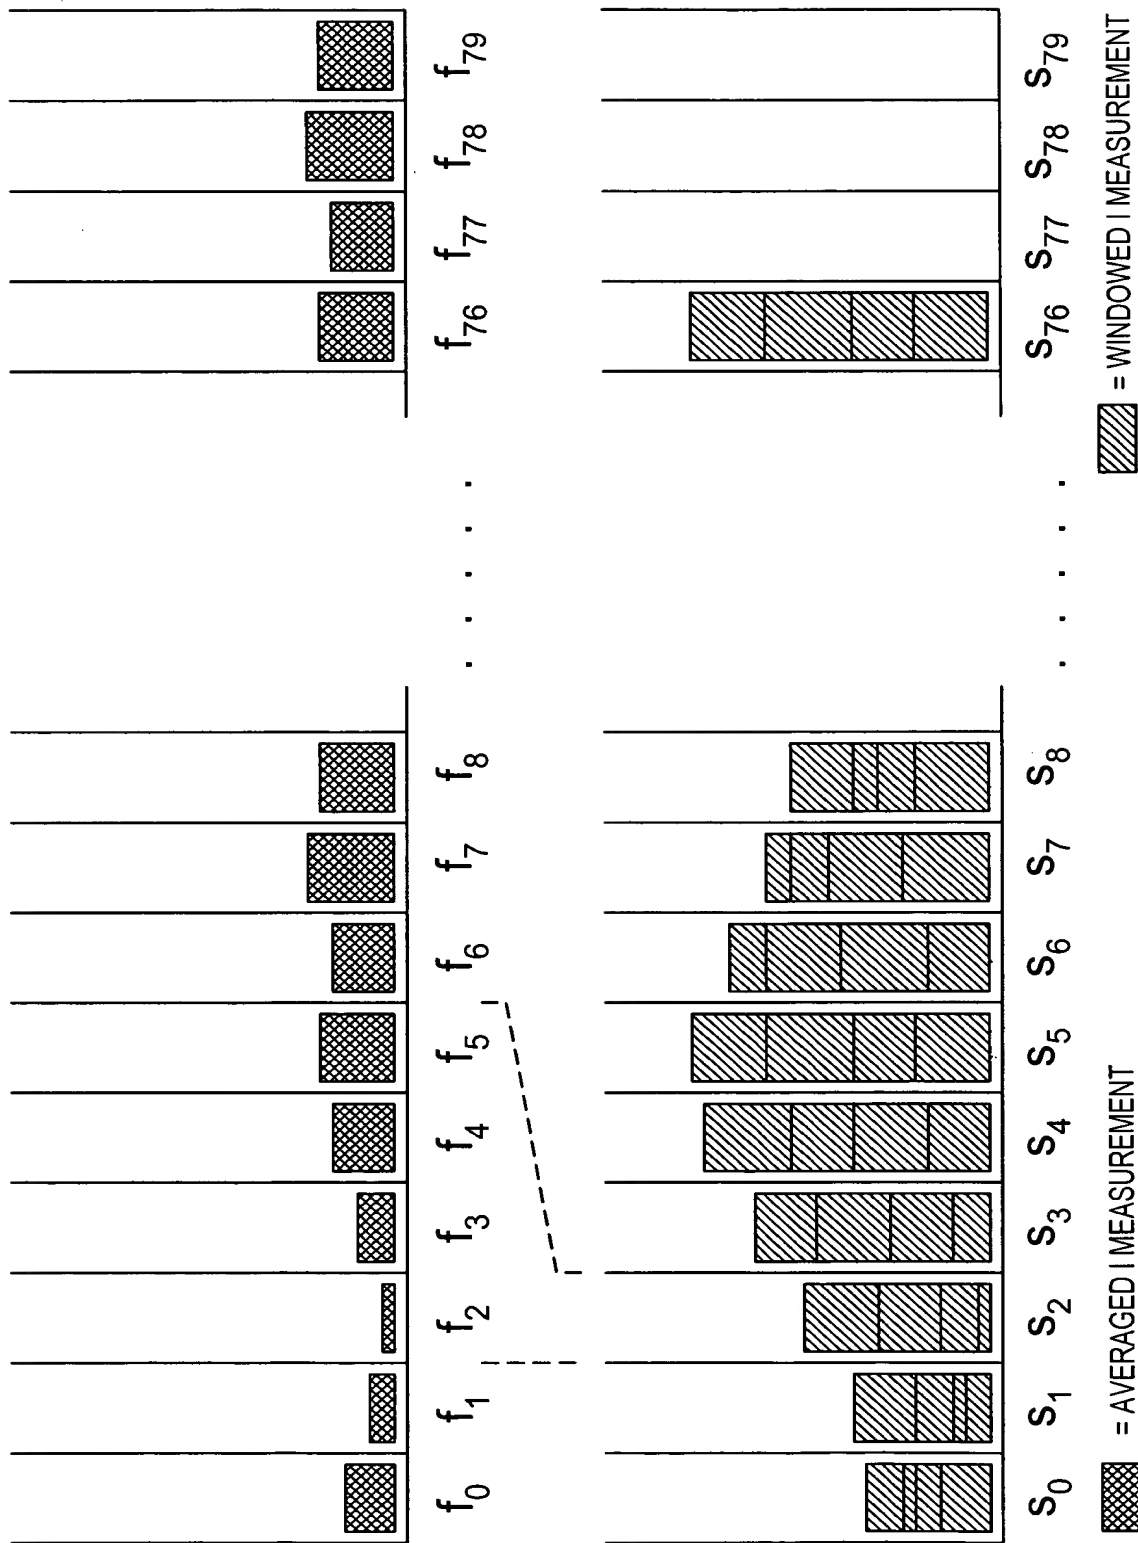 f0 f1 f2 f3 f4 f5 f6 f7 f8 . . . . . f76 f77 f78 f79
s0 s1 s2 s3 s4 s5 s6 s7 s8 . . . . . s76 s77 s78 s79
= AVERAGED I MEASUREMENT
= WINDOWED I MEASUREMENT